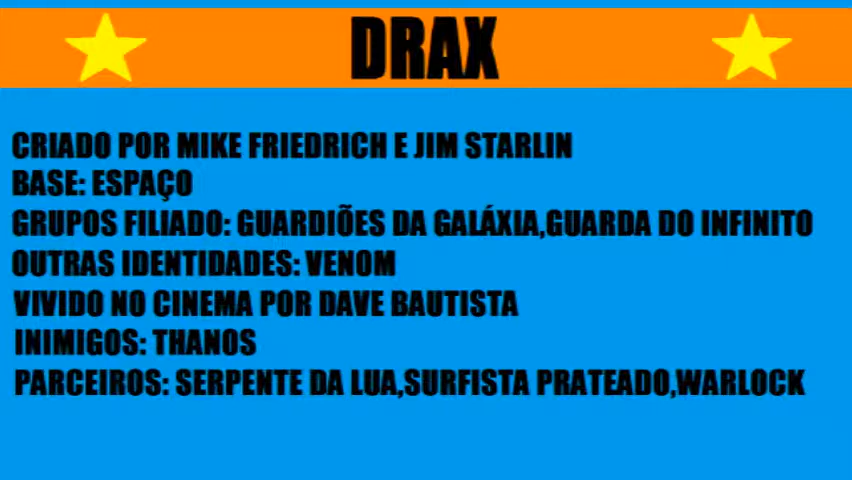 DRAX
CRIADO POR MIKE FRIEDRICH E JIM STARLIN
BASE: ESPAÇO
GRUPOS FILIADO: GUARDIÕES DA GALÁXIA,GUARDA DO INFINITO
OUTRAS IDENTIDADES: VENOM
VIVIDO NO CINEMA POR DAVE BAUTISTA
INIMIGOS: THANOS
PARCEIROS: SERPENTE DA LUA,SURFISTA PRATEADO,WARLOCK